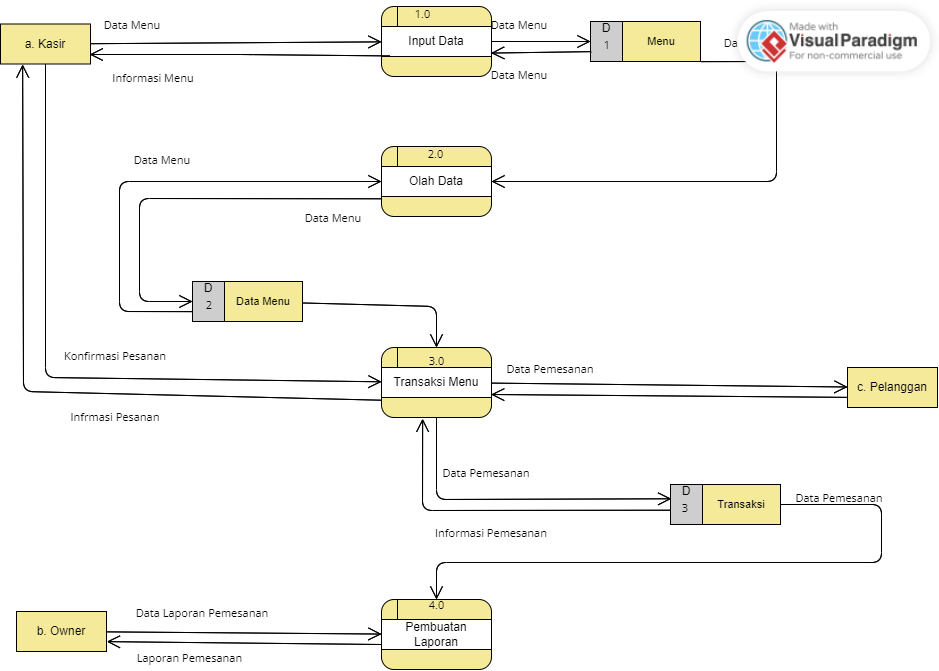 Data Menu
1.0
Data Menu
D
1
Menu
Da
Made with
VisualParadigm
For non-commercial use
a. Kasir
Input Data
Informasi Menu
Data Menu
2.0
Data Menu
Olah Data
Data Menu
D
2
Data Menu
Konfirmasi Pesanan
3.0
Transaksi Menu
Data Pemesanan
c. Pelanggan
Infrmasi Pesanan
Data Pemesanan
D
3
Transaksi
Data Pemesanan
Informasi Pemesanan
4.0
Data Laporan Pemesanan
b. Owner
Pembuatan
Laporan
Laporan Pemesanan